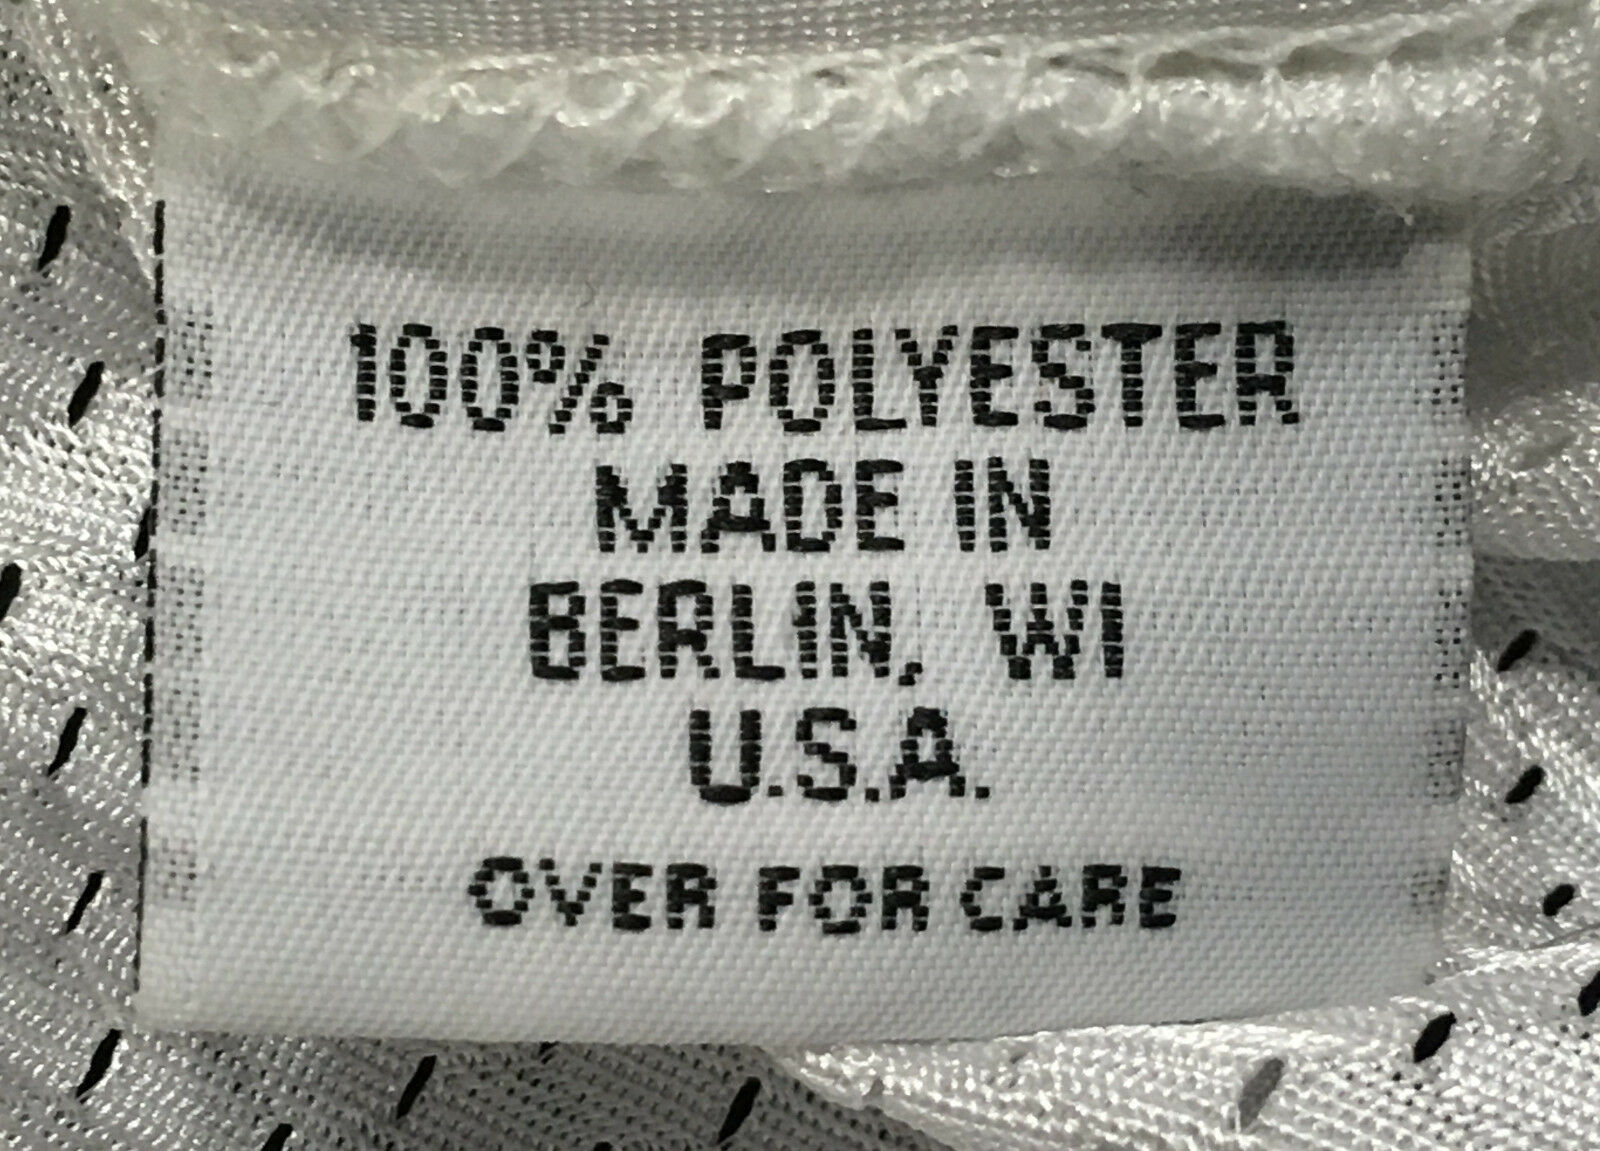 100% POLYESTER
MADE IN
BERLIN, WI
U.S.A.
OVER FOR CARE